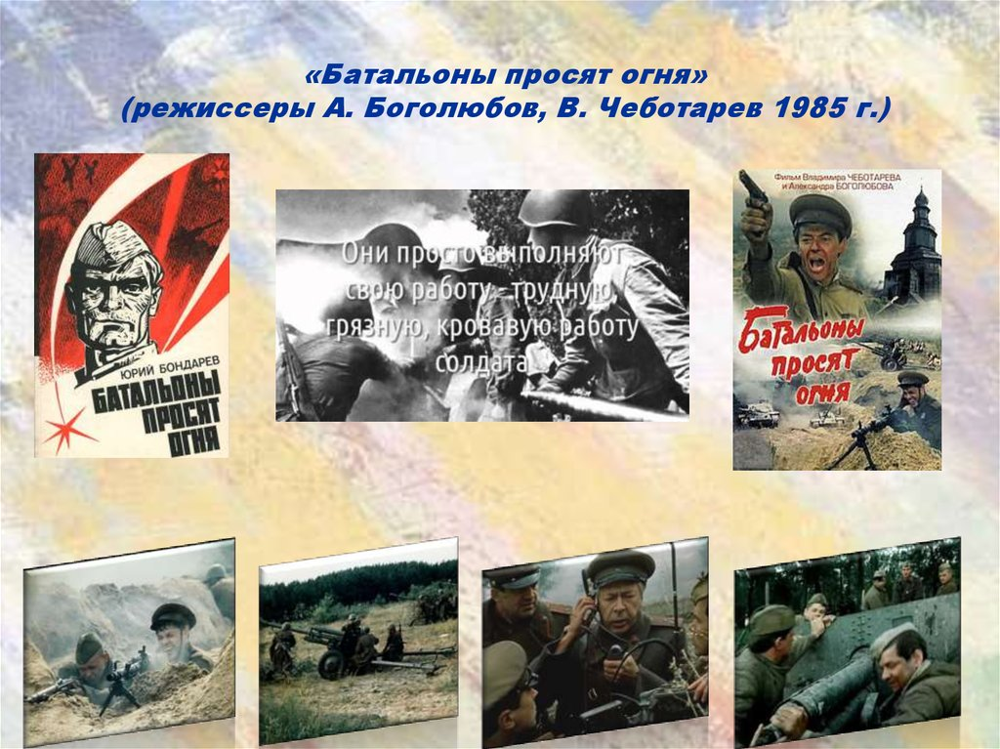 «Батальоны просят огня»
(режиссеры А. Боголюбов, В. Чеботарев 1985 г.)
ЮРИЙ БОНДАРЕВ
БАТАЛЬОНЫ
ПРОСЯТ
ОГНЯ
Они просто выполняют
свою работу - трудную,
грязную, кровавую работу
солдата
Фильм Владимира ЧЕБОТАРЕВА
и Александра БОГОЛЮБОВА
Батальоны
просят
огня